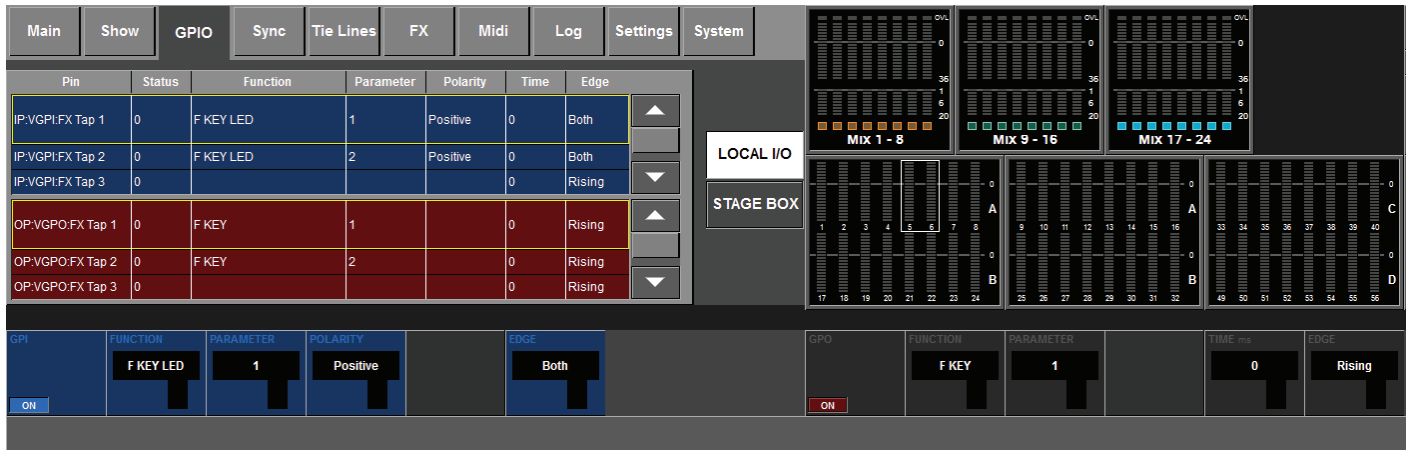 Main Show GPIO Sync Tie Lines FX Midi Log Settings System
Pin Status Function Parameter Polarity Time Edge
IP:VGPI:FX Tap 1 0 F KEY LED 1 Positive 0 Both
IP:VGPI:FX Tap 2 0 F KEY LED 2 Positive 0 Both
IP:VGPI:FX Tap 3 0 0 Rising
OP:VGPO:FX Tap 1 0 F KEY 1 0 Rising
OP:VGPO:FX Tap 2 0 F KEY 2 0 Rising
OP:VGPO:FX Tap 3 0 0 Rising
LOCAL I/O
STAGE BOX
OVL OVL OVL
0 0 0
36 36 36
1 1 1
6 6 6
20 20 20
MIX 1 - 8 MIX 9 - 16 MIX 17 - 24
0 0 0
A A C
1 2 3 4 5 6 7 8 9 10 11 12 13 14 15 16 33 34 35 36 37 38 39 40
0 0 0
B B D
17 18 19 20 21 22 23 24 25 26 27 28 29 30 31 32 49 50 51 52 53 54 55 56
GPI FUNCTION PARAMETER POLARITY EDGE GPO FUNCTION PARAMETER TIME ms EDGE
F KEY LED 1 Positive Both F KEY 1 0 Rising
ON ON